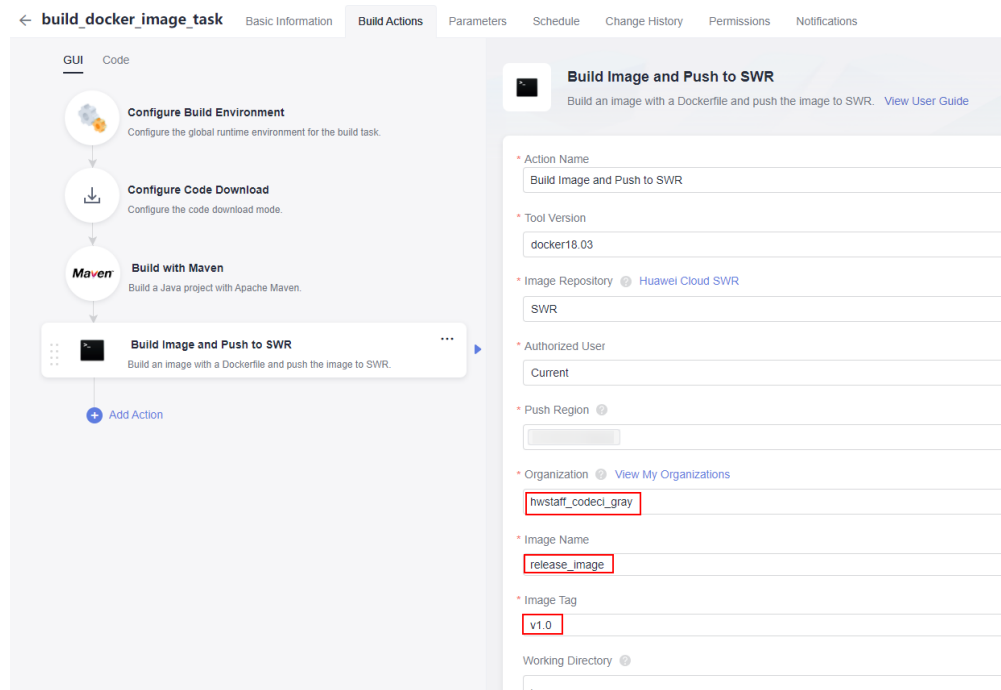 build_docker_image_task Basic Information Build Actions Parameters Schedule Change History Permissions Notifications
GUI Code
Configure Build Environment
Configure the global runtime environment for the build task.
Configure Code Download
Configure the code download mode.
Maven
Build with Maven
Build a Java project with Apache Maven.
Build Image and Push to SWR
Build an image with a Dockerfile and push the image to SWR.
Add Action
Build Image and Push to SWR
Build an image with a Dockerfile and push the image to SWR. View User Guide
* Action Name
Build Image and Push to SWR
* Tool Version
docker18.03
* Image Repository ? Huawei Cloud SWR
SWR
* Authorized User
Current
* Push Region ?
* Organization ? View My Organizations
hwstaff_codeci_gray
* Image Name
release_image
* Image Tag
v1.0
Working Directory ?